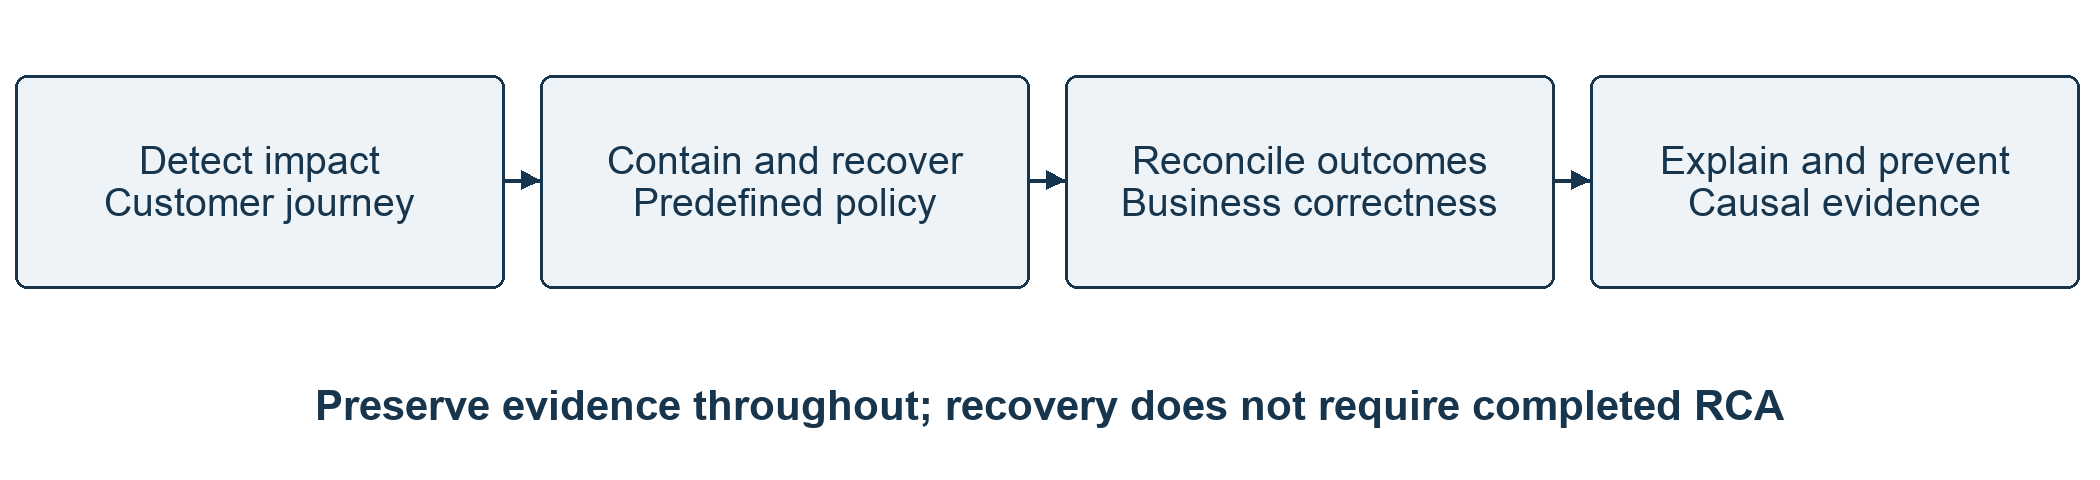 Detect impact
Customer journey
Contain and recover
Predefined policy
Reconcile outcomes
Business correctness
Explain and prevent
Causal evidence
Preserve evidence throughout; recovery does not require completed RCA